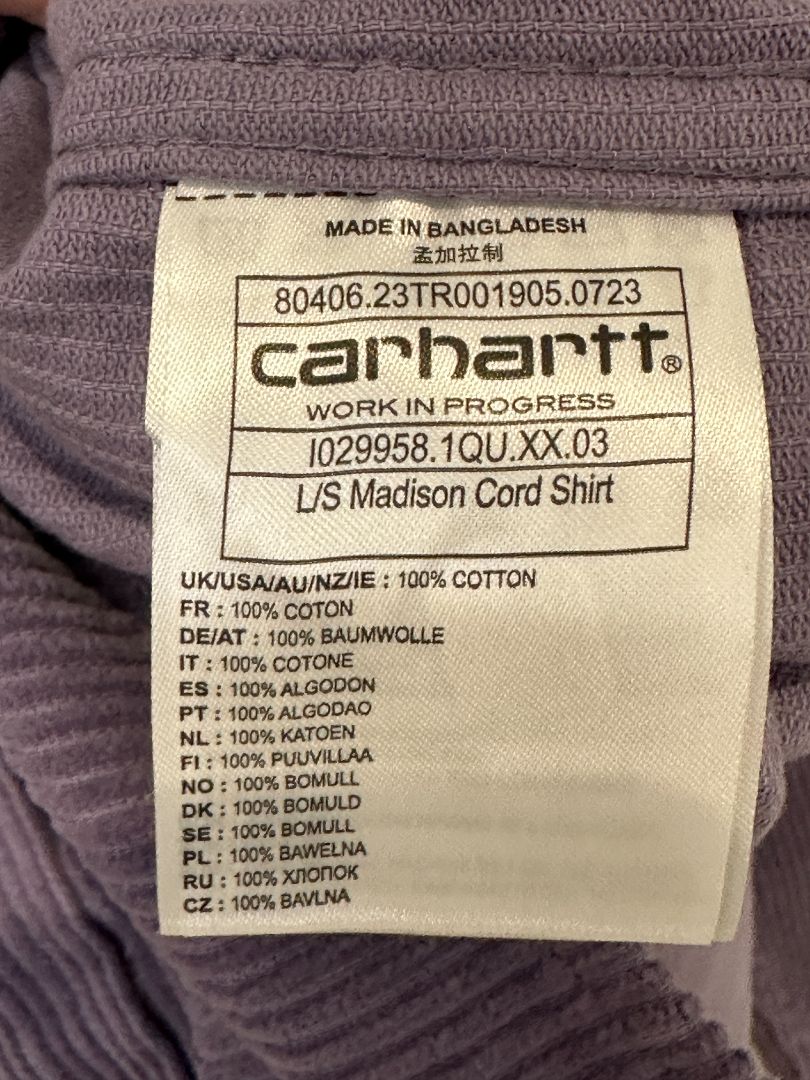 MADE IN BANGLADESH
孟加拉制
80406.23TR001905.0723
carhartt®
WORK IN PROGRESS
I029958.1QU.XX.03
L/S Madison Cord Shirt
UK/USA/AU/NZ/IE : 100% COTTON
FR : 100% COTON
DE/AT : 100% BAUMWOLLE
IT : 100% COTONE
ES : 100% ALGODON
PT : 100% ALGODAO
NL : 100% KATOEN
FI : 100% PUUVILLAA
NO : 100% BOMULL
DK : 100% BOMULD
SE : 100% BOMULL
PL : 100% BAWEŁNA
RU : 100% ХЛОПОК
CZ : 100% BAVLNA